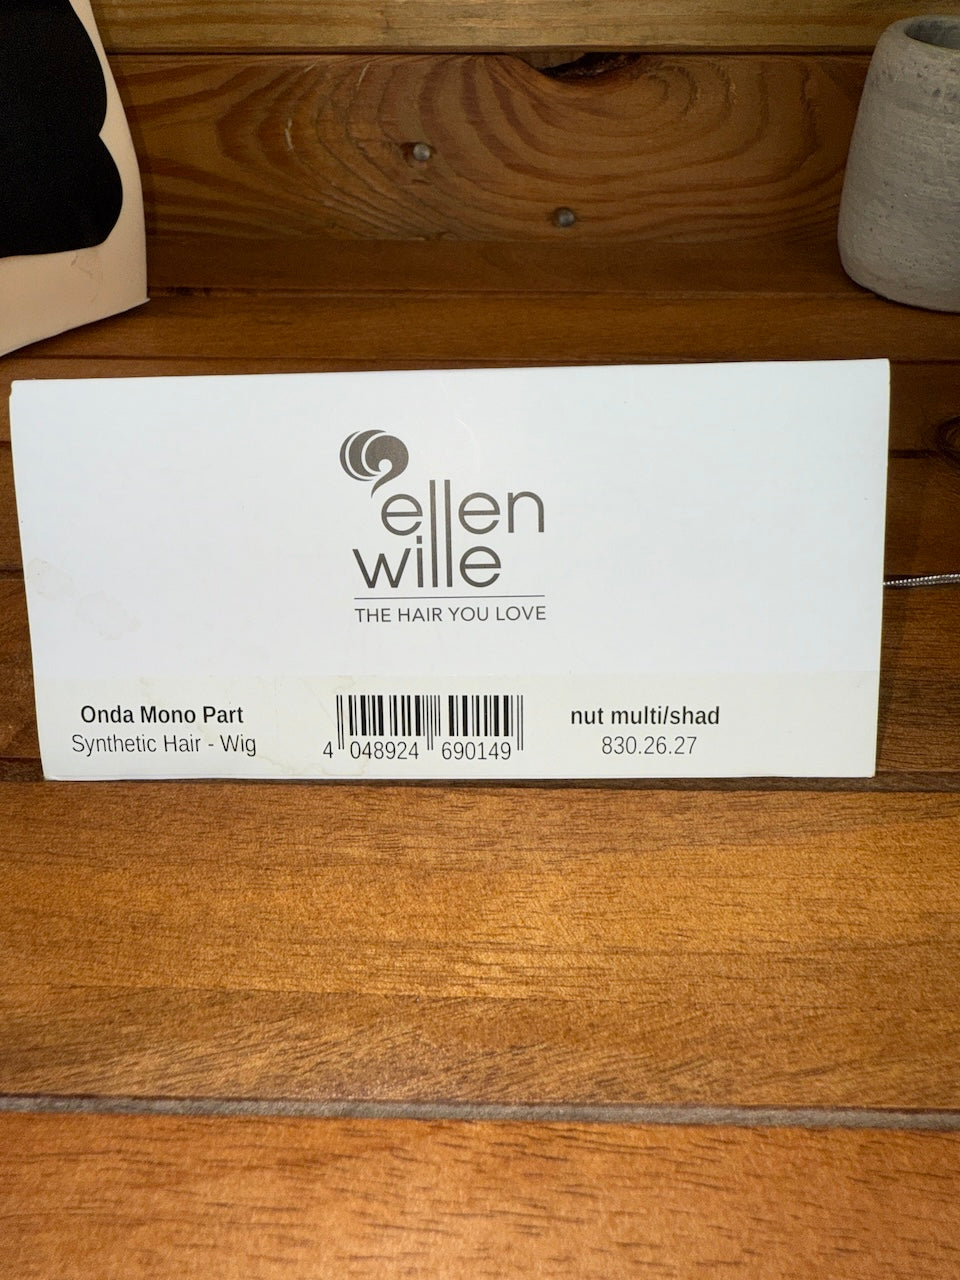 ellen
wille
THE HAIR YOU LOVE
Onda Mono Part
Synthetic Hair - Wig
4 048924 690149
nut multi/shad
830.26.27